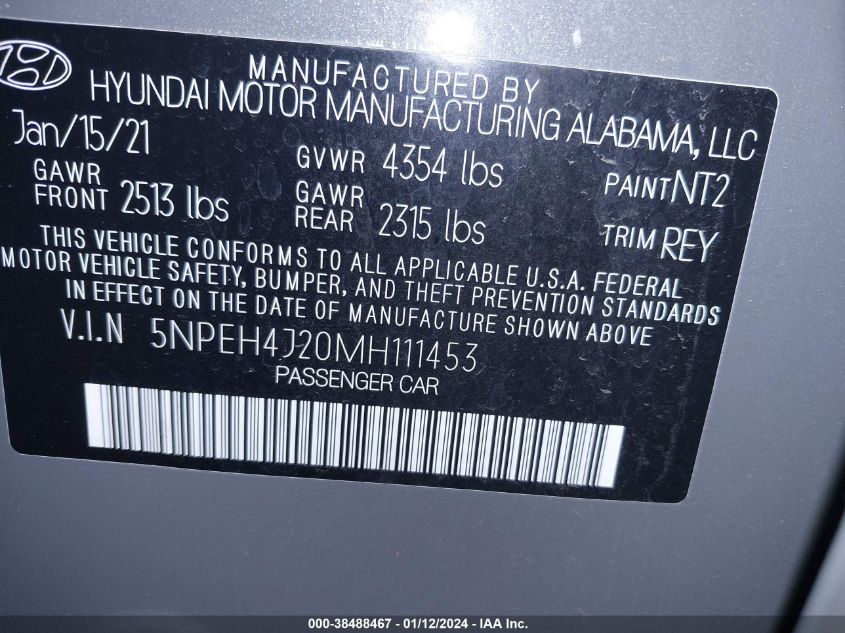 MANUFACTURED BY
HYUNDAI MOTOR MANUFACTURING ALABAMA, LLC
Jan/15/21
GVWR 4354 lbs
PAINT NT2
GAWR FRONT 2513 lbs
GAWR REAR 2315 lbs
TRIM REY
THIS VEHICLE CONFORMS TO ALL APPLICABLE U.S.A. FEDERAL
MOTOR VEHICLE SAFETY, BUMPER, AND THEFT PREVENTION STANDARDS
IN EFFECT ON THE DATE OF MANUFACTURE SHOWN ABOVE
V.I.N 5NPEH4J20MH111453
PASSENGER CAR
000-38488467 - 01/12/2024 - IAA Inc.